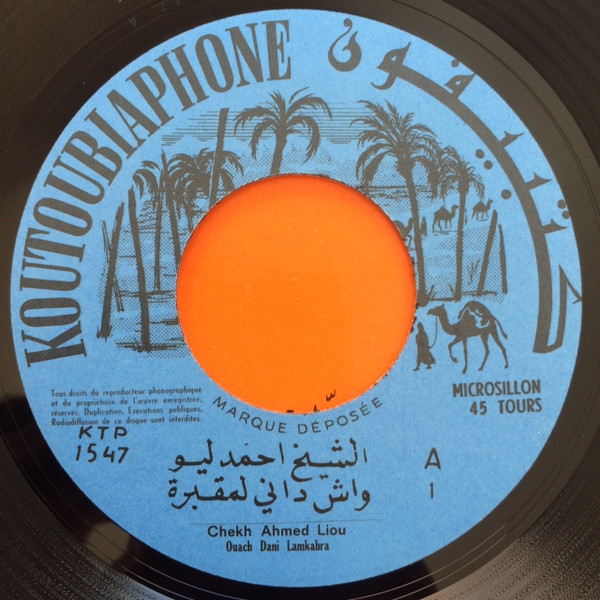 KOUTOUBIAPHONE
كتبيفون
Tous droits du reproducteur phonographique
et du propriétaire de l'œuvre enregistrée,
réservés. Duplication, Exécutions publiques,
Radiodiffusion de ce disque sont interdites.
MICROSILLON
45 TOURS
MARQUE DÉPOSÉE
KTP
1547
الشيخ احمد ليو
واش داني لمقبرة
A
1
Chekh Ahmed Liou
Ouach Dani Lamkabra